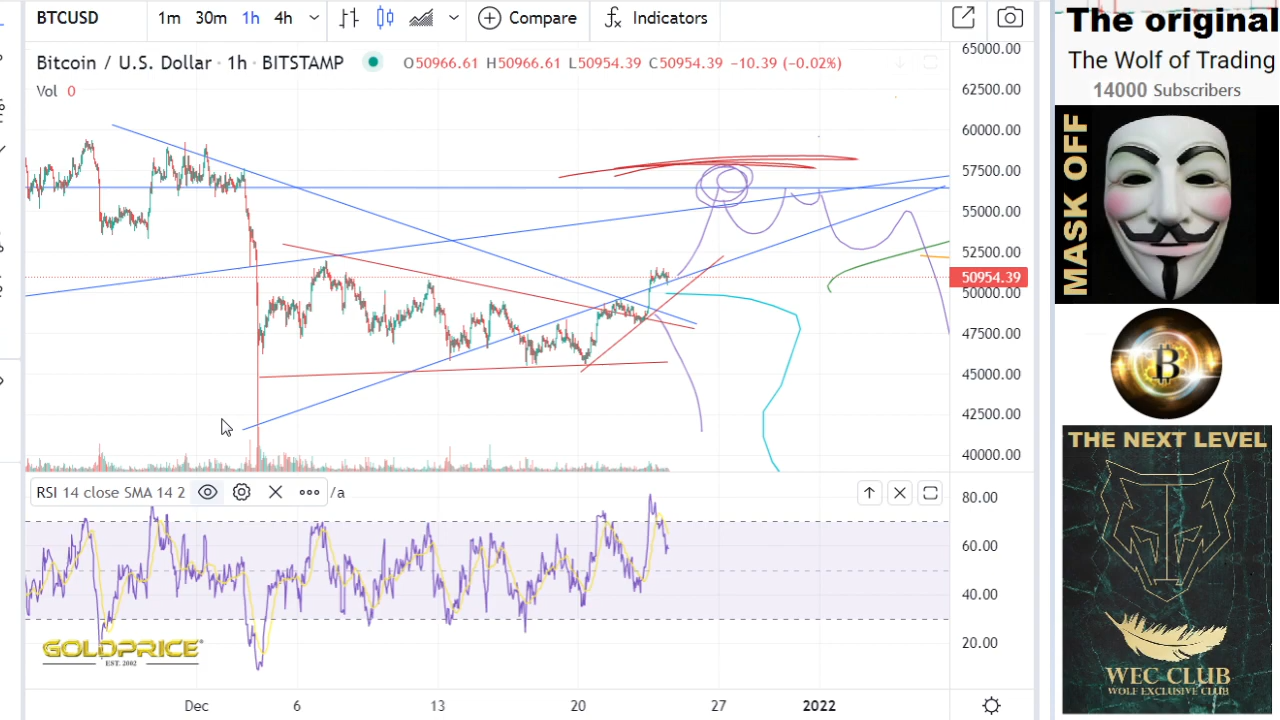 BTCUSD 1m 30m 1h 4h Compare Indicators
Bitcoin / U.S. Dollar · 1h · BITSTAMP O50966.61 H50966.61 L50954.39 C50954.39 −10.39 (−0.02%)
Vol 0
65000.00
62500.00
60000.00
57500.00
55000.00
52500.00
50954.39
50000.00
47500.00
45000.00
42500.00
40000.00
RSI 14 close SMA 14 2 /a
80.00
60.00
40.00
20.00
GOLDPRICE
EST. 2002
Dec 6 13 20 27 2022
The original
The Wolf of Trading
14000 Subscribers
MASK OFF
THE NEXT LEVEL
WEC CLUB
WOLF EXCLUSIVE CLUB